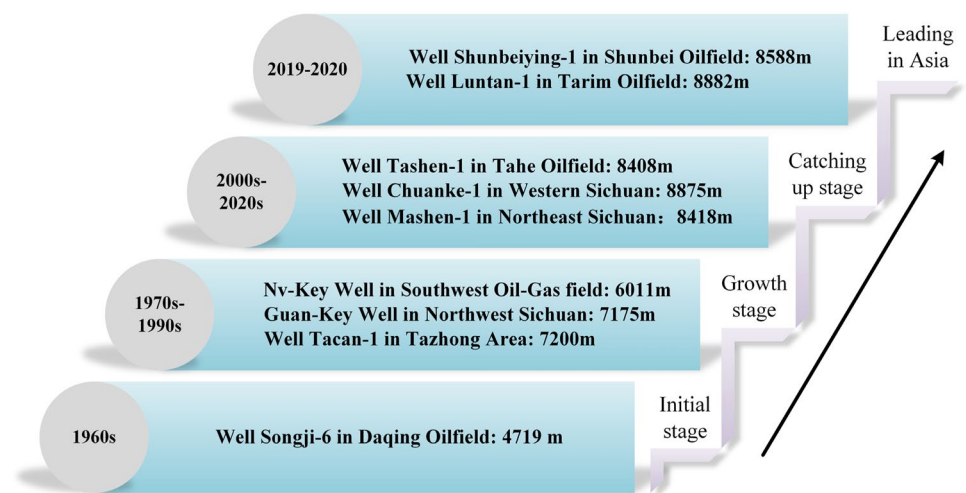 2019-2020
Well Shunbeiying-1 in Shunbei Oilfield: 8588m
Well Luntan-1 in Tarim Oilfield: 8882m
Leading
in Asia
2000s-
2020s
Well Tashen-1 in Tahe Oilfield: 8408m
Well Chuanke-1 in Western Sichuan: 8875m
Well Mashen-1 in Northeast Sichuan：8418m
Catching
up stage
1970s-
1990s
Nv-Key Well in Southwest Oil-Gas field: 6011m
Guan-Key Well in Northwest Sichuan: 7175m
Well Tacan-1 in Tazhong Area: 7200m
Growth
stage
1960s
Well Songji-6 in Daqing Oilfield: 4719 m
Initial
stage